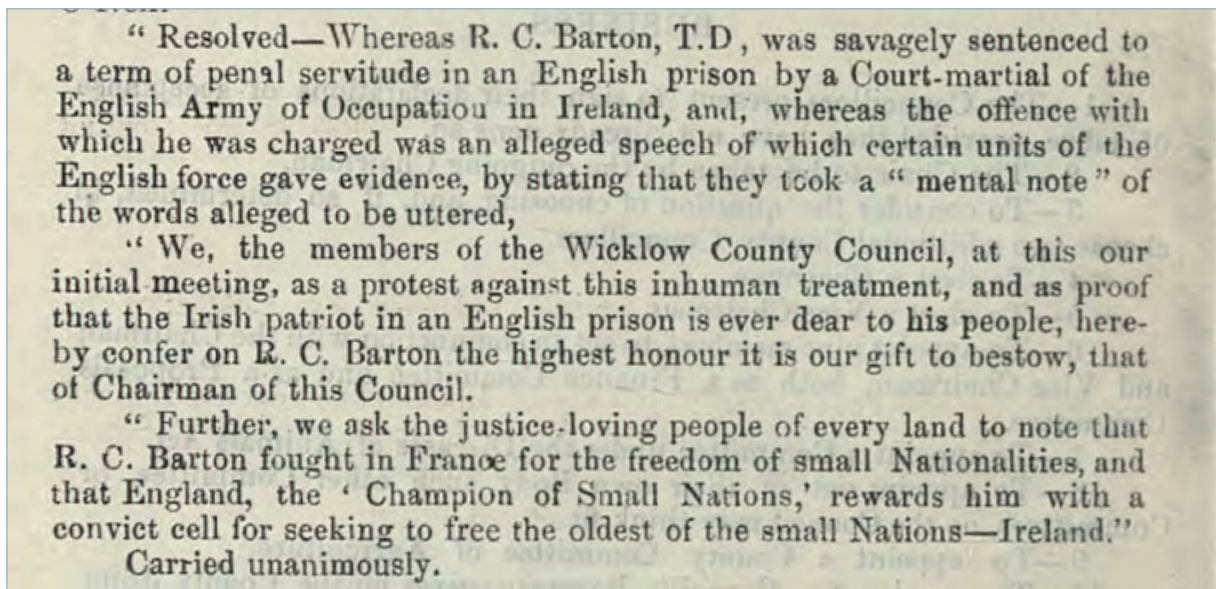 “ Resolved—Whereas R. C. Barton, T.D , was savagely sentenced to
a term of penal servitude in an English prison by a Court-martial of the
English Army of Occupation in Ireland, and, whereas the offence with
which he was charged was an alleged speech of which certain units of the
English force gave evidence, by stating that they took a “ mental note ” of
the words alleged to be uttered,
“ We, the members of the Wicklow County Council, at this our
initial meeting, as a protest against this inhuman treatment, and as proof
that the Irish patriot in an English prison is ever dear to his people, here-
by confer on R. C. Barton the highest honour it is our gift to bestow, that
of Chairman of this Council.
“ Further, we ask the justice-loving people of every land to note that
R. C. Barton fought in France for the freedom of small Nationalities, and
that England, the ‘ Champion of Small Nations,’ rewards him with a
convict cell for seeking to free the oldest of the small Nations—Ireland.”
Carried unanimously.